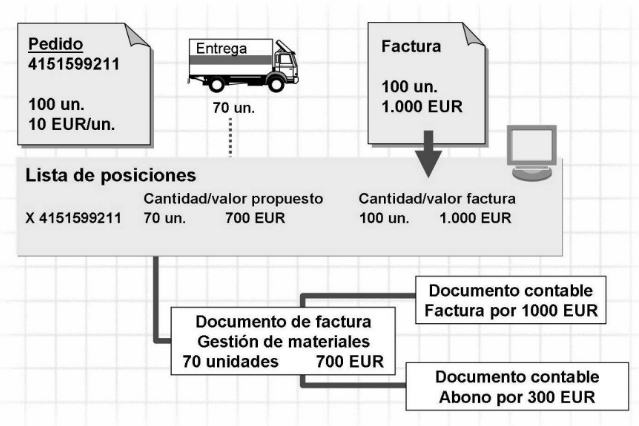 Pedido
4151599211
100 un.
10 EUR/un.
Entrega
70 un.
Factura
100 un.
1.000 EUR
Lista de posiciones
Cantidad/valor propuesto Cantidad/valor factura
X 4151599211 70 un. 700 EUR 100 un. 1.000 EUR
Documento de factura
Gestión de materiales
70 unidades 700 EUR
Documento contable
Factura por 1000 EUR
Documento contable
Abono por 300 EUR